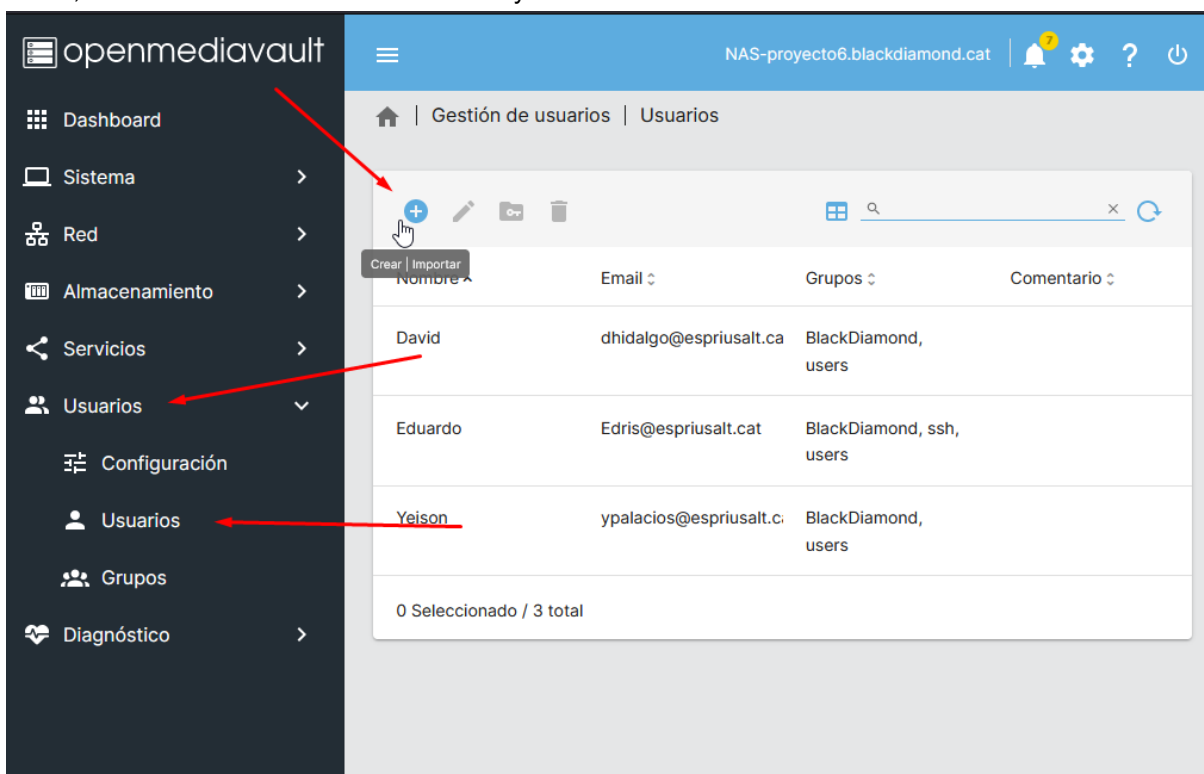 openmediavault
NAS-proyecto6.blackdiamond.cat
7
?
Dashboard
Gestión de usuarios | Usuarios
Sistema
Red
Crear | Importar
Nombre
Email
Grupos
Comentario
Almacenamiento
David
dhidalgo@espriusalt.ca
BlackDiamond,
users
Servicios
Usuarios
Eduardo
Edris@espriusalt.cat
BlackDiamond, ssh,
users
Configuración
Usuarios
Yeison
ypalacios@espriusalt.c
BlackDiamond,
users
Grupos
0 Seleccionado / 3 total
Diagnóstico